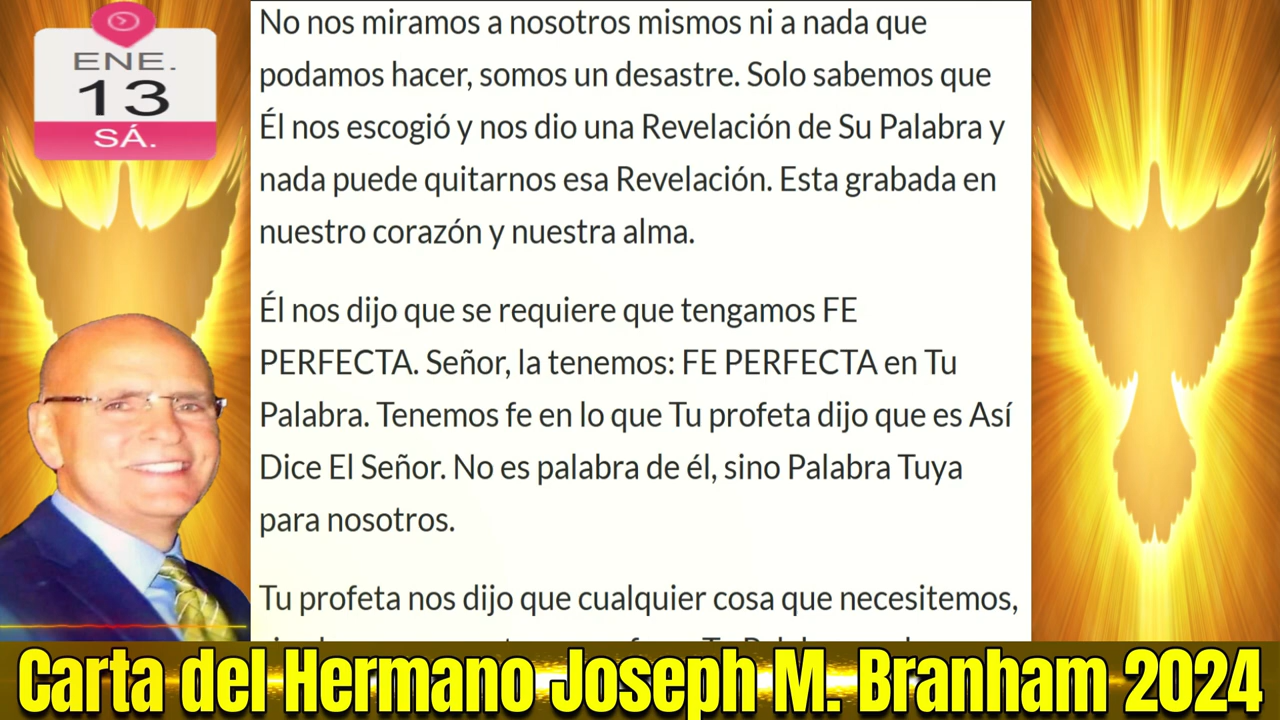 ENE.
13
SÁ.
No nos miramos a nosotros mismos ni a nada que
podamos hacer, somos un desastre. Solo sabemos que
Él nos escogió y nos dio una Revelación de Su Palabra y
nada puede quitarnos esa Revelación. Esta grabada en
nuestro corazón y nuestra alma.
Él nos dijo que se requiere que tengamos FE
PERFECTA. Señor, la tenemos: FE PERFECTA en Tu
Palabra. Tenemos fe en lo que Tu profeta dijo que es Así
Dice El Señor. No es palabra de él, sino Palabra Tuya
para nosotros.
Tu profeta nos dijo que cualquier cosa que necesitemos,
Carta del Hermano Joseph M. Branham 2024